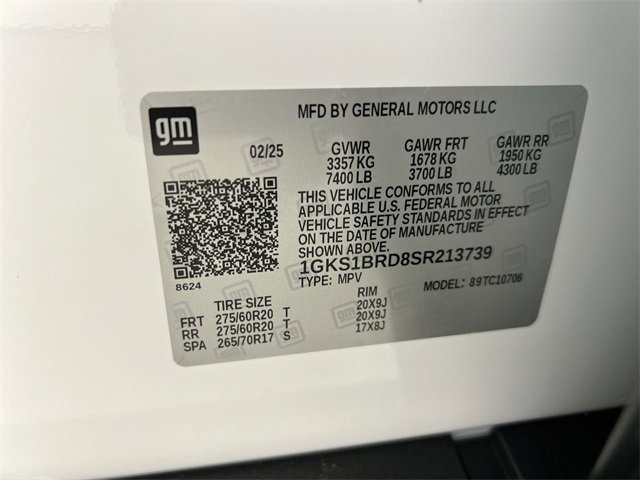 gm
MFD BY GENERAL MOTORS LLC
02/25 GVWR GAWR FRT GAWR RR
3357 KG 1678 KG 1950 KG
7400 LB 3700 LB 4300 LB
THIS VEHICLE CONFORMS TO ALL
APPLICABLE U.S. FEDERAL MOTOR
VEHICLE SAFETY STANDARDS IN EFFECT
ON THE DATE OF MANUFACTURE
SHOWN ABOVE.
8624
1GKS1BRD8SR213739
TYPE: MPV MODEL: 89TC10706
TIRE SIZE RIM
FRT 275/60R20 T 20X9J
RR 275/60R20 T 20X9J
SPA 265/70R17 S 17X8J